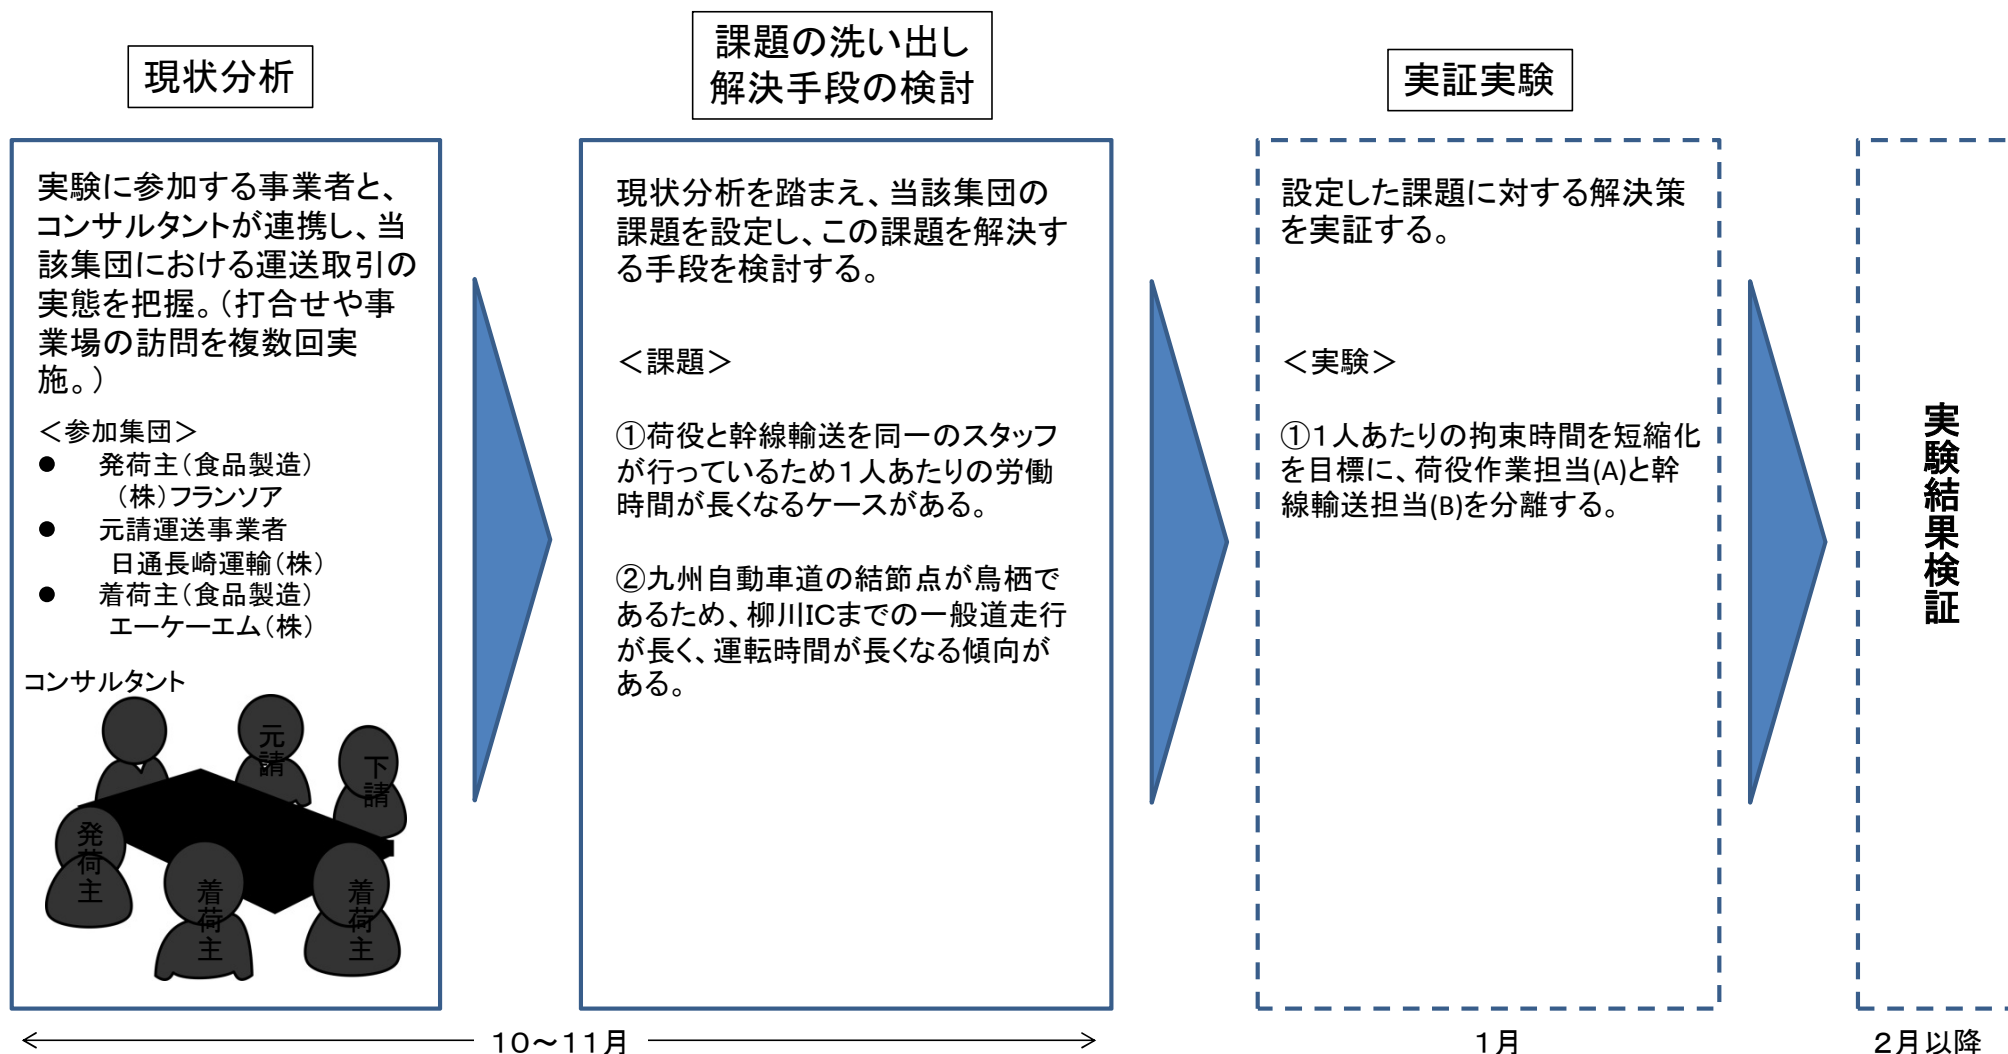 現状分析
課題の洗い出し
解決手段の検討
実証実験
実験に参加する事業者と、
コンサルタントが連携し、当
該集団における運送取引の
実態を把握。（打合せや事
業場の訪問を複数回実
施。）
＜参加集団＞
● 発荷主（食品製造）
（株）フランソア
● 元請運送事業者
日通長崎運輸（株）
● 着荷主（食品製造）
エーケーエム（株）
コンサルタント
元請
下請
発荷主
着荷主
着荷主
現状分析を踏まえ、当該集団の
課題を設定し、この課題を解決す
る手段を検討する。
＜課題＞
①荷役と幹線輸送を同一のスタッフ
が行っているため１人あたりの労働
時間が長くなるケースがある。
②九州自動車道の結節点が鳥栖で
あるため、柳川ICまでの一般道走行
が長く、運転時間が長くなる傾向が
ある。
設定した課題に対する解決策
を実証する。
＜実験＞
①１人あたりの拘束時間を短縮化
を目標に、荷役作業担当(A)と幹
線輸送担当(B)を分離する。
実験結果検証
１０～１１月
１月
２月以降